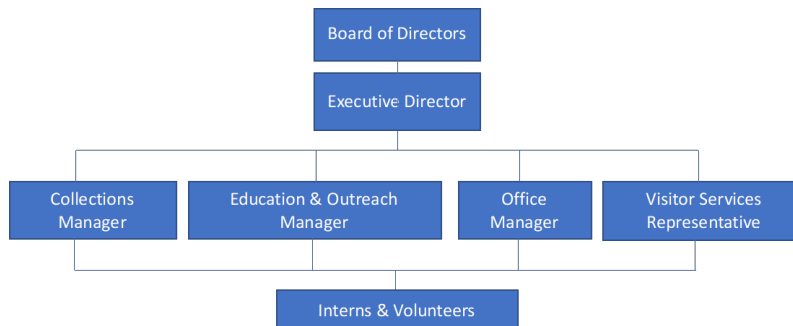 Board of Directors
Executive Director
Collections
Manager
Education & Outreach
Manager
Office
Manager
Visitor Services
Representative
Interns & Volunteers